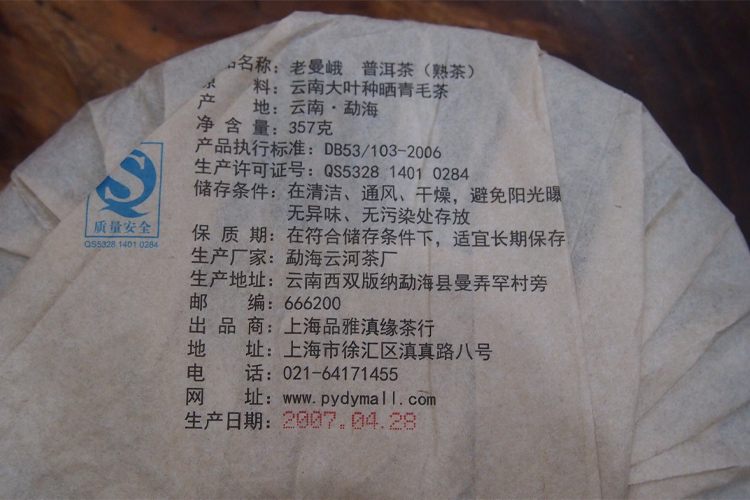 品名称：老曼峨　普洱茶（熟茶）
原　料：云南大叶种晒青毛茶
产　地：云南·勐海
净含量：357克
产品执行标准：DB53/103-2006
生产许可证号：QS5328 1401 0284
储存条件：在清洁、通风、干燥，避免阳光曝
无异味、无污染处存放
保质期：在符合储存条件下，适宜长期保存
生产厂家：勐海云河茶厂
生产地址：云南西双版纳勐海县曼弄罕村旁
邮　编：666200
出品商：上海品雅滇缘茶行
地　址：上海市徐汇区滇真路八号
电　话：021-64171455
网　址：www.pydymall.com
生产日期：2007.04.28
质量安全
QS5328 1401 0284